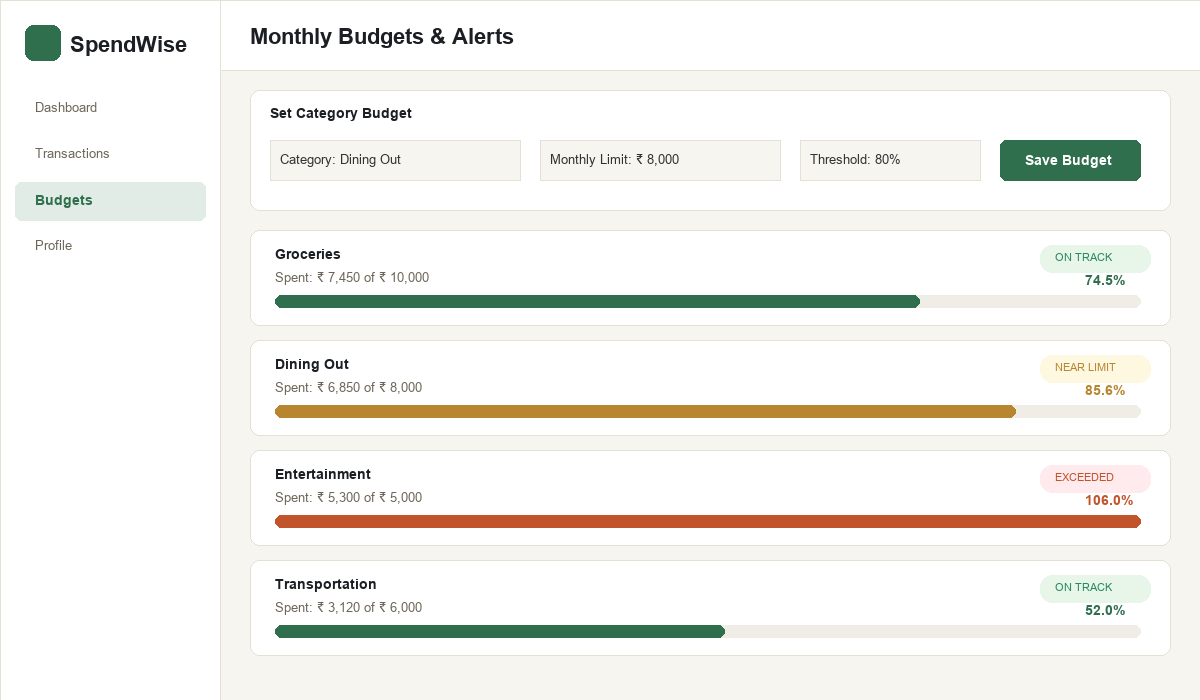 SpendWise
Dashboard
Transactions
Budgets
Profile
Monthly Budgets & Alerts
Set Category Budget
Category: Dining Out
Monthly Limit: ₹ 8,000
Threshold: 80%
Save Budget
Groceries
Spent: ₹ 7,450 of ₹ 10,000
ON TRACK
74.5%
Dining Out
Spent: ₹ 6,850 of ₹ 8,000
NEAR LIMIT
85.6%
Entertainment
Spent: ₹ 5,300 of ₹ 5,000
EXCEEDED
106.0%
Transportation
Spent: ₹ 3,120 of ₹ 6,000
ON TRACK
52.0%